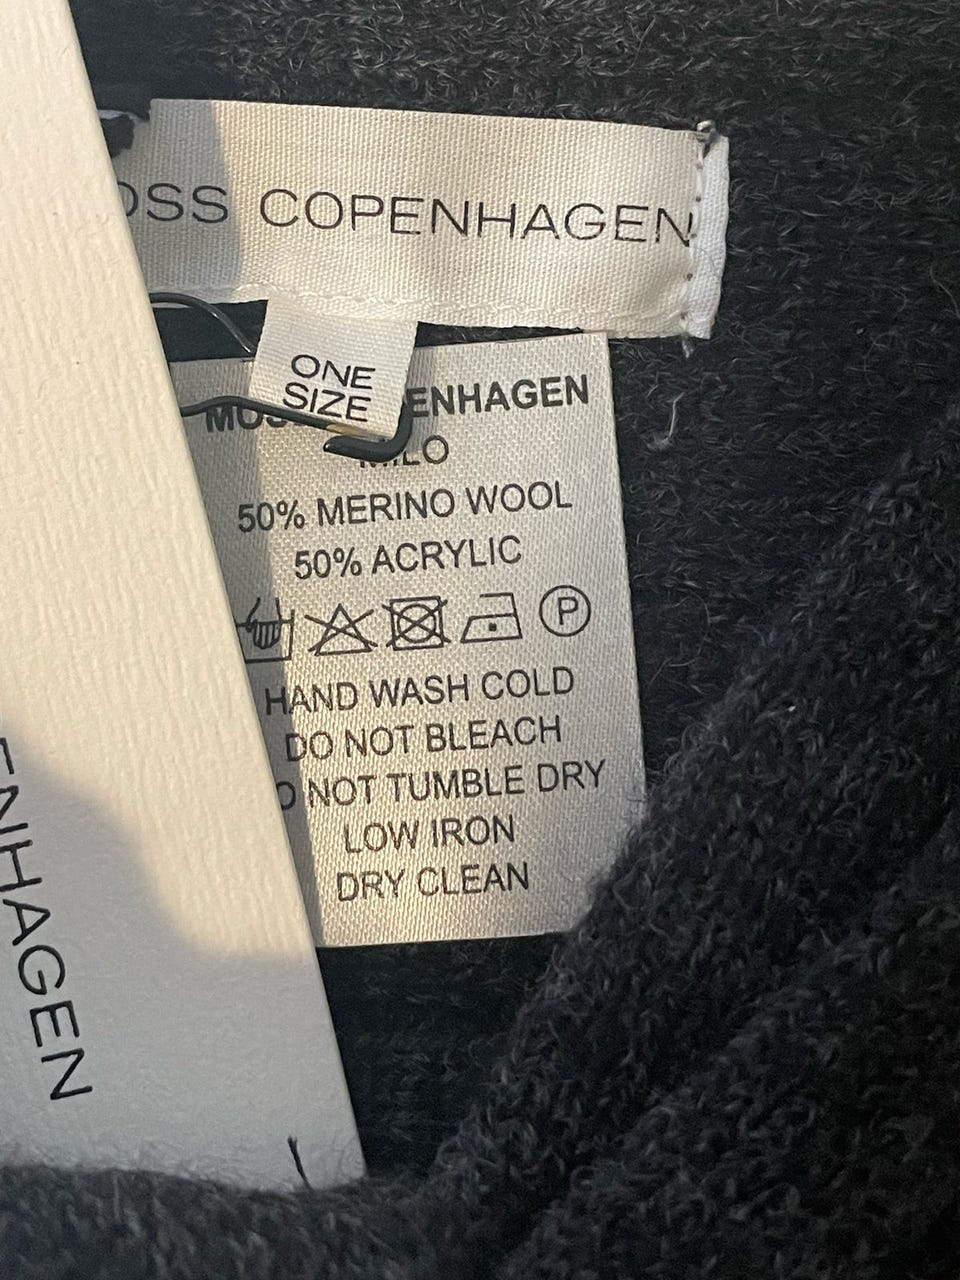 OSS COPENHAGEN
ONE
SIZE
ENHAGEN
50% MERINO WOOL
50% ACRYLIC
P
HAND WASH COLD
DO NOT BLEACH
NOT TUMBLE DRY
LOW IRON
DRY CLEAN
ENHAGEN